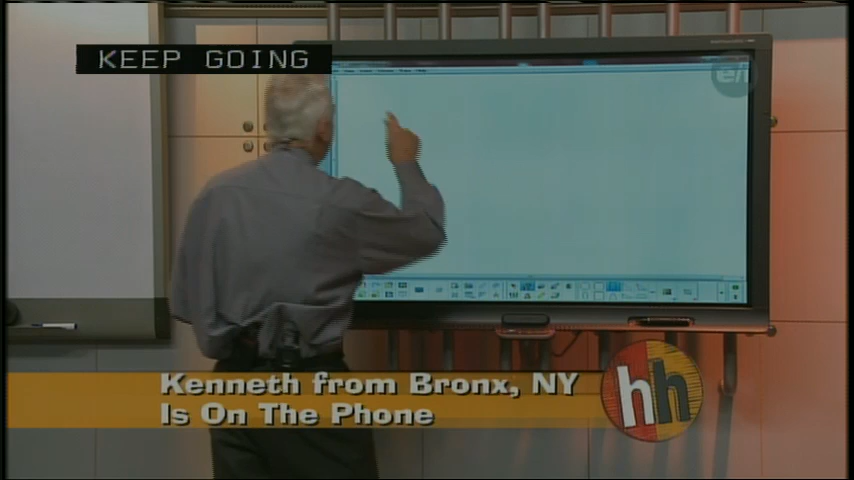 KEEP GOING
e/i
Kenneth from Bronx, NY
Is On The Phone
hh